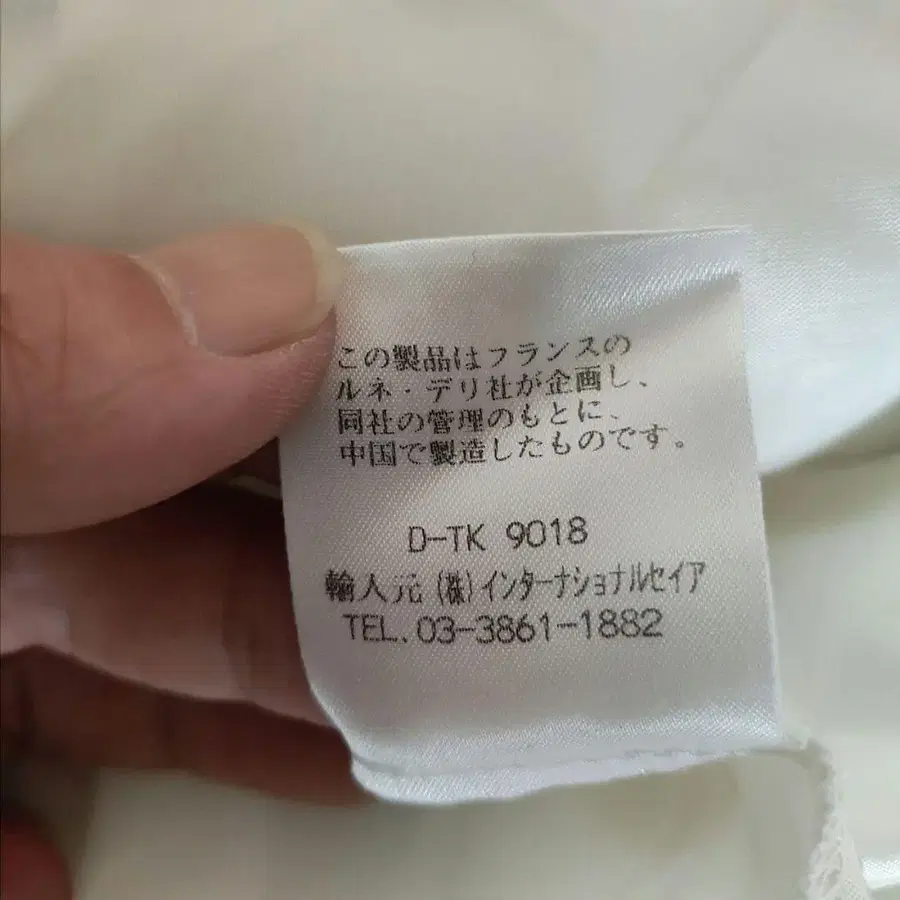 この製品はフランスの
ルネ・デリ社が企画し、
同社の管理のもとに、
中国で製造したものです。
D-TK 9018
輸入元 (株)インターナショナルセイア
TEL.03-3861-1882